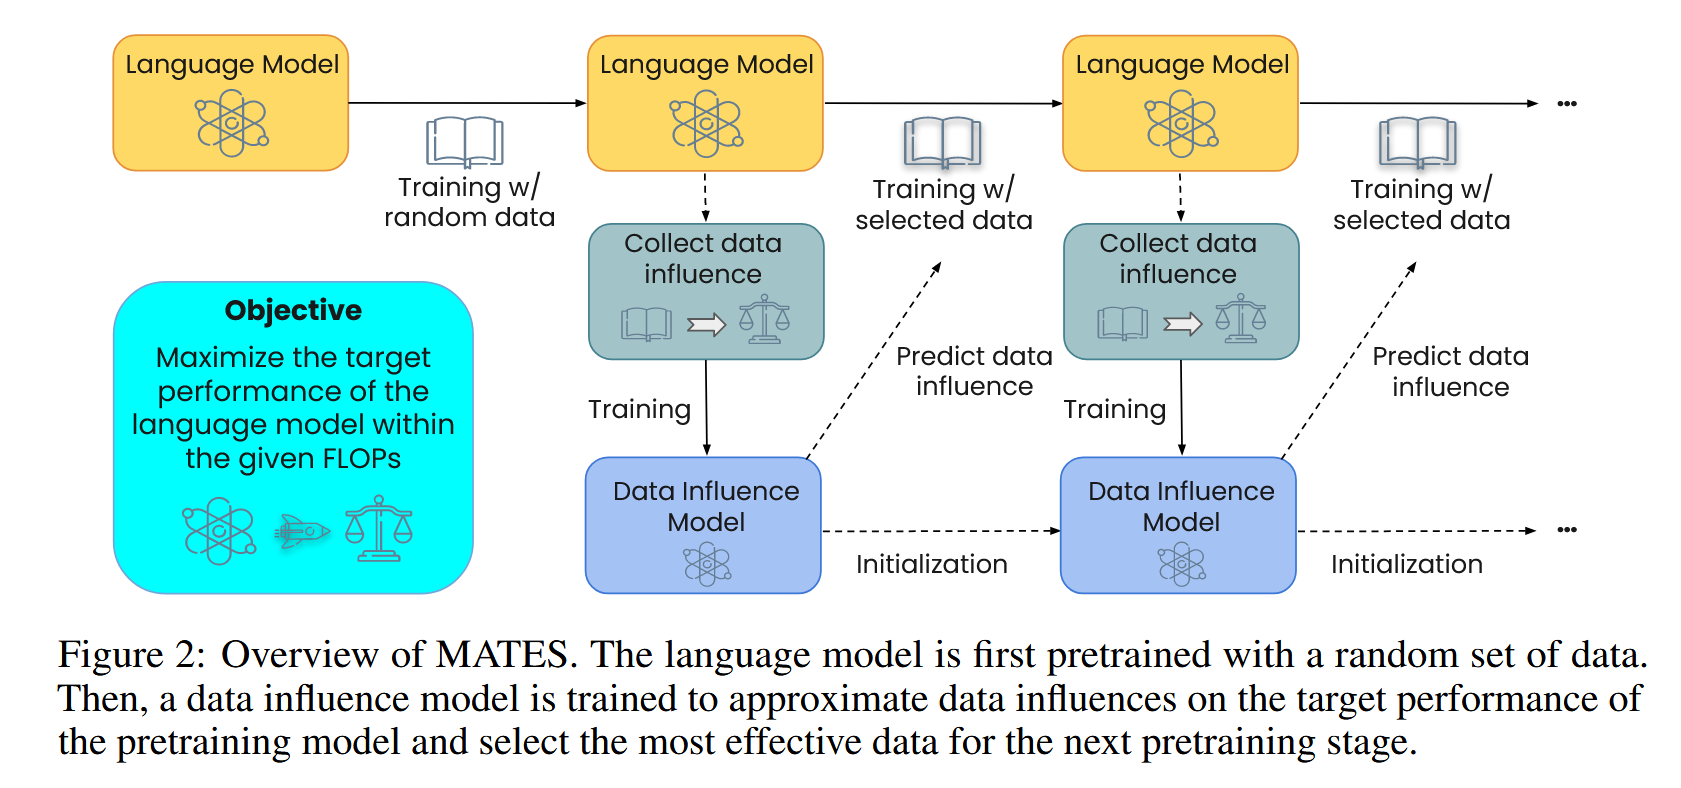 Language Model
Language Model
Language Model
...
Training w/
random data
Training w/
selected data
Training w/
selected data
Collect data
influence
Collect data
influence
Objective
Maximize the target
performance of the
language model within
the given FLOPs
Predict data
influence
Predict data
influence
Training
Training
Data Influence
Model
Data Influence
Model
...
Initialization
Initialization
Figure 2: Overview of MATES. The language model is first pretrained with a random set of data.
Then, a data influence model is trained to approximate data influences on the target performance of
the pretraining model and select the most effective data for the next pretraining stage.